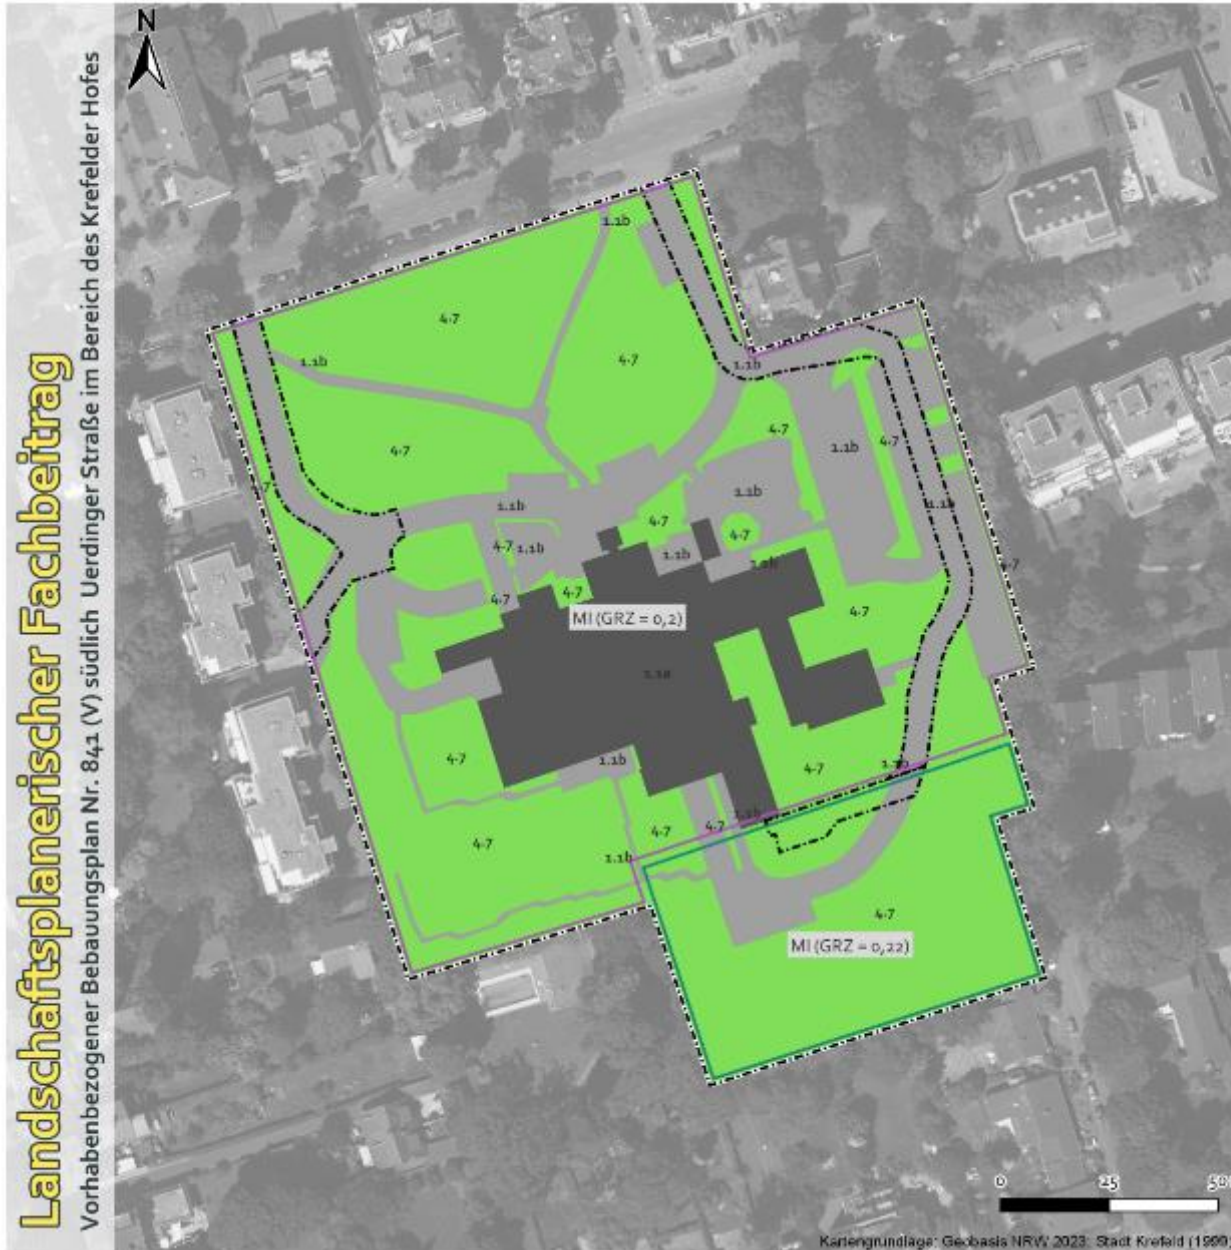 Landschaftsplanerischer Fachbeitrag
Vorhabenbezogener Bebauungsplan Nr. 841 (V) südlich Uerdinger Straße im Bereich des Krefelder Hofes
N
1.1b
4.7
1.1b
4.7
1.1b
4.7
4.7
4.7
1.1b
4.7
1.1b
1.1b
1.1b
4.7
4.7
4.7
1.1b
1.1b
1.1b
4.7
4.7
4.7
MI (GRZ = 0,2)
4.7
1.1a
4.7
1.1b
4.7
1.1b
1.1b
4.7
4.7
4.7
1.1b
4.7
MI (GRZ = 0,22)
0 25 50
Kartengrundlage: Geobasis NRW 2023; Stadt Krefeld (1999